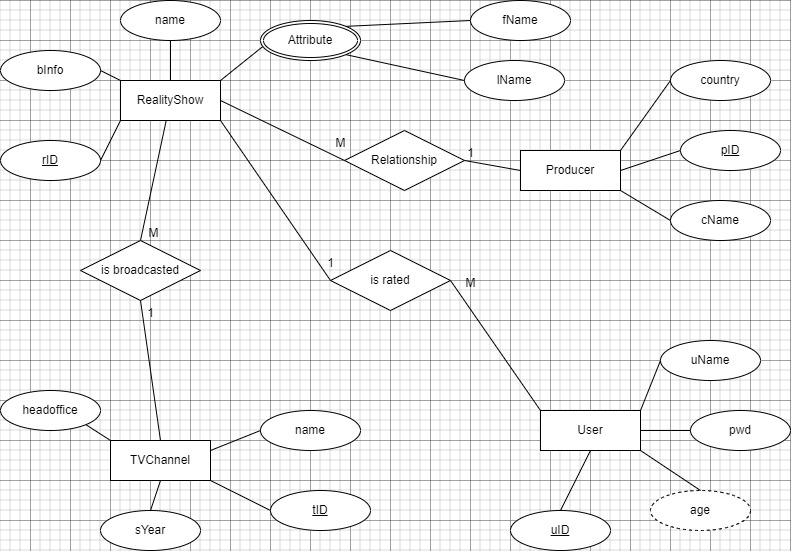 name
fName
Attribute
bInfo
lName
country
RealityShow
M
1
pID
rID
Relationship
Producer
cName
M
1
is broadcasted
is rated
M
1
uName
headoffice
name
User
pwd
TVChannel
tID
age
sYear
uID